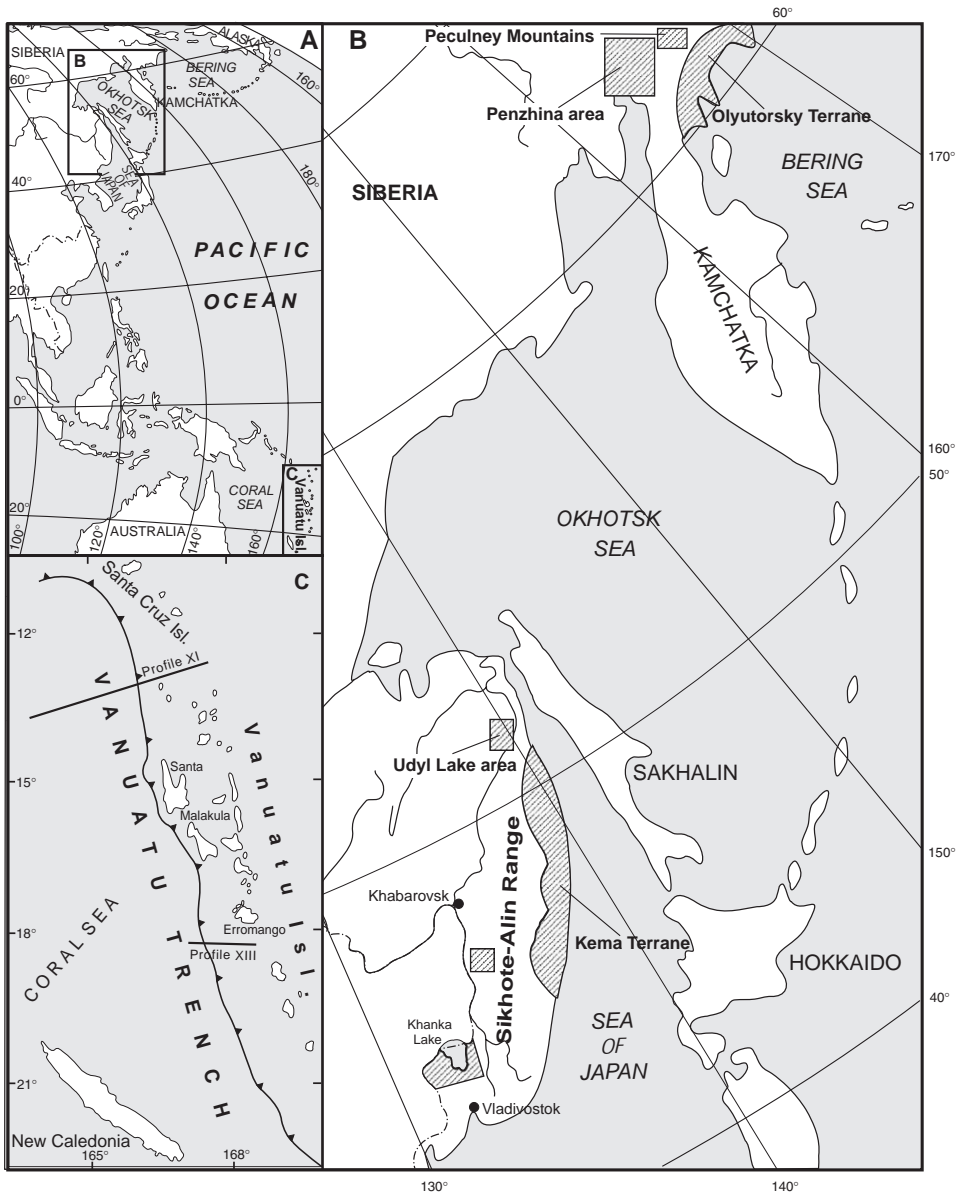 A
SIBERIA
ALASKA
B
BERING
SEA
160°
60°
OKHOTSK
SEA
KAMCHATKA
180°
40°
SEA
OF
JAPAN
PACIFIC
20°
OCEAN
0°
C
CORAL
SEA
Vanuatu Isl.
20°
AUSTRALIA
100°
120°
140°
160°
C
Santa Cruz Isl.
12°
Profile XI
VANUATU TRENCH
Vanuatu Isl.
15°
Santa
Malakula
Erromango
18°
Profile XIII
CORAL SEA
21°
New Caledonia
165°
168°
B
60°
Peculney Mountains
Penzhina area
Olyutorsky Terrane
170°
BERING
SEA
SIBERIA
KAMCHATKA
160°
50°
OKHOTSK
SEA
Udyl Lake area
SAKHALIN
150°
Khabarovsk
Sikhote-Alin Range
Kema Terrane
HOKKAIDO
40°
Khanka
Lake
SEA
OF
JAPAN
Vladivostok
130°
140°